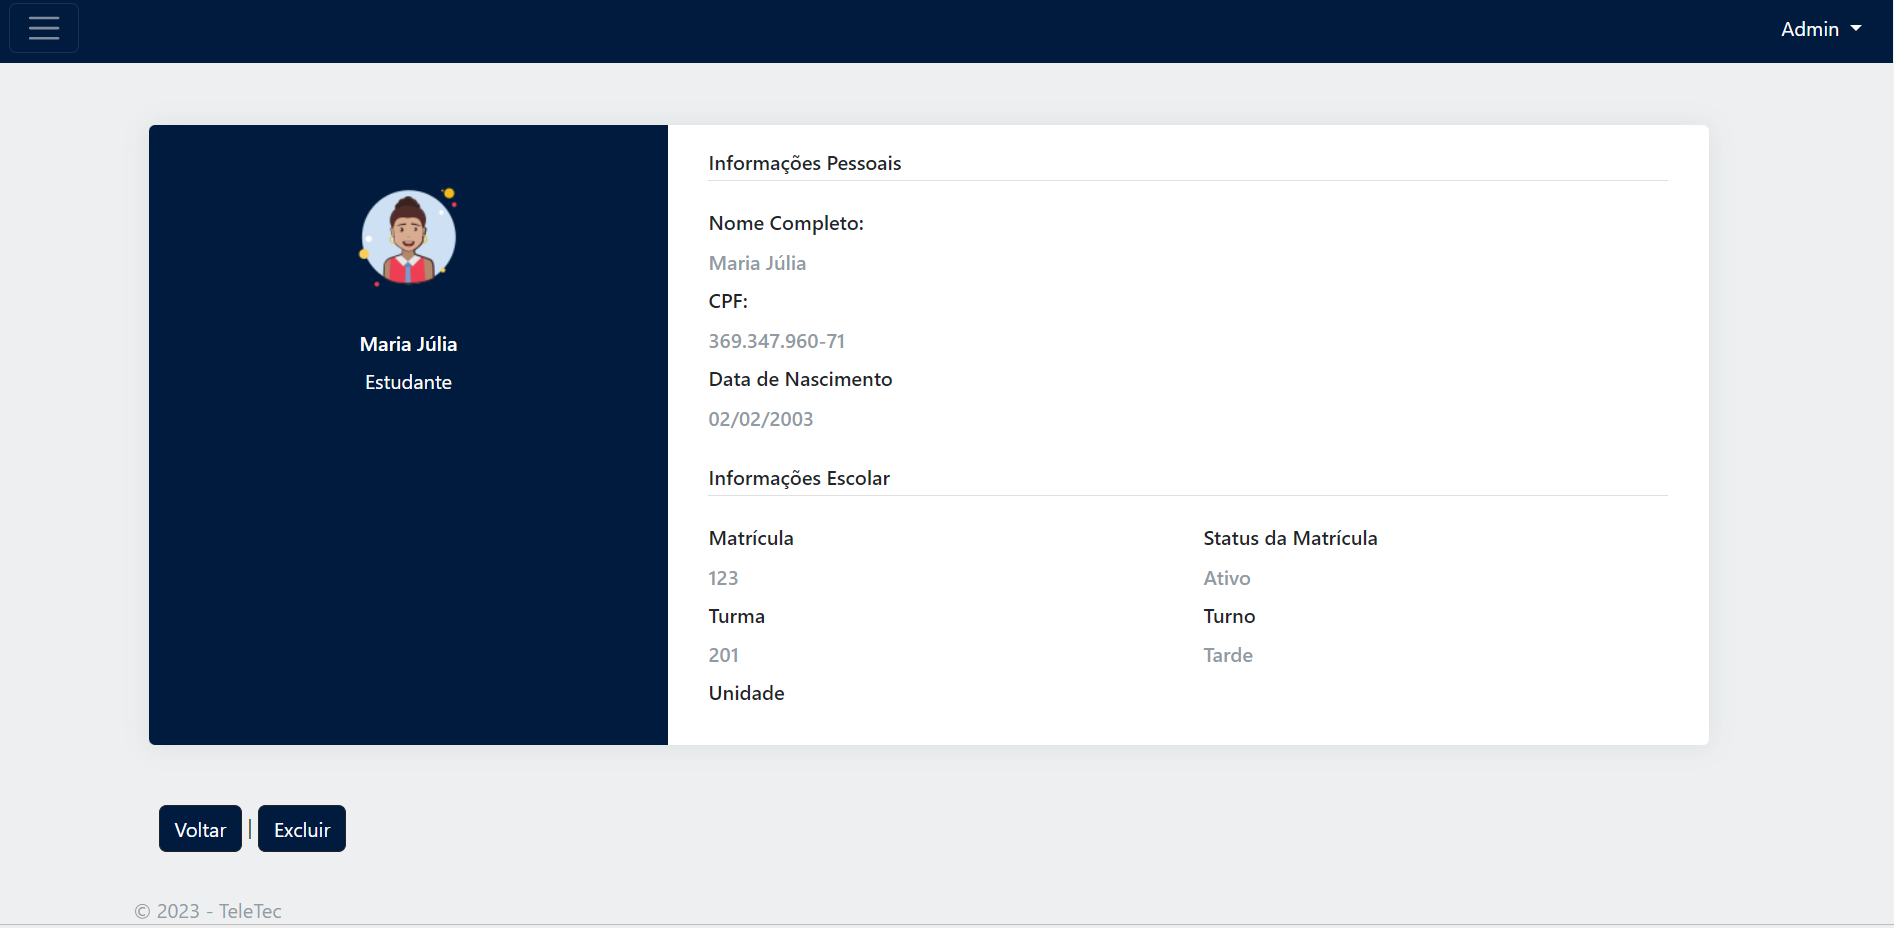 Admin
Maria Júlia
Estudante
Informações Pessoais
Nome Completo:
Maria Júlia
CPF:
369.347.960-71
Data de Nascimento
02/02/2003
Informações Escolar
Matrícula
123
Status da Matrícula
Ativo
Turma
201
Turno
Tarde
Unidade
Voltar | Excluir
© 2023 - TeleTec